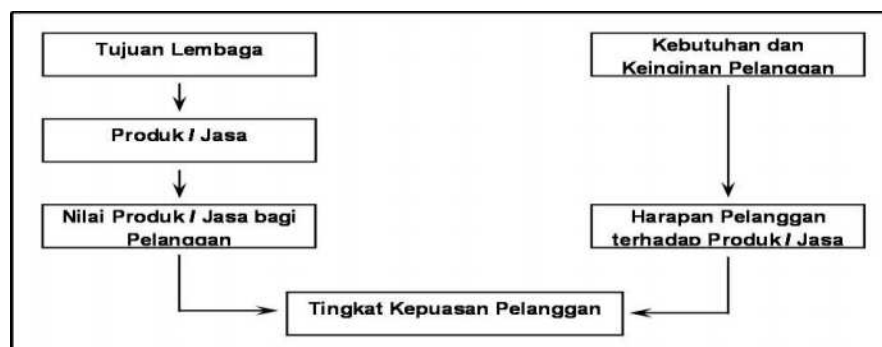 Tujuan Lembaga
Produk / Jasa
Nilai Produk / Jasa bagi
Pelanggan
Kebutuhan dan
Keinginan Pelanggan
Harapan Pelanggan
terhadap Produk / Jasa
Tingkat Kepuasan Pelanggan